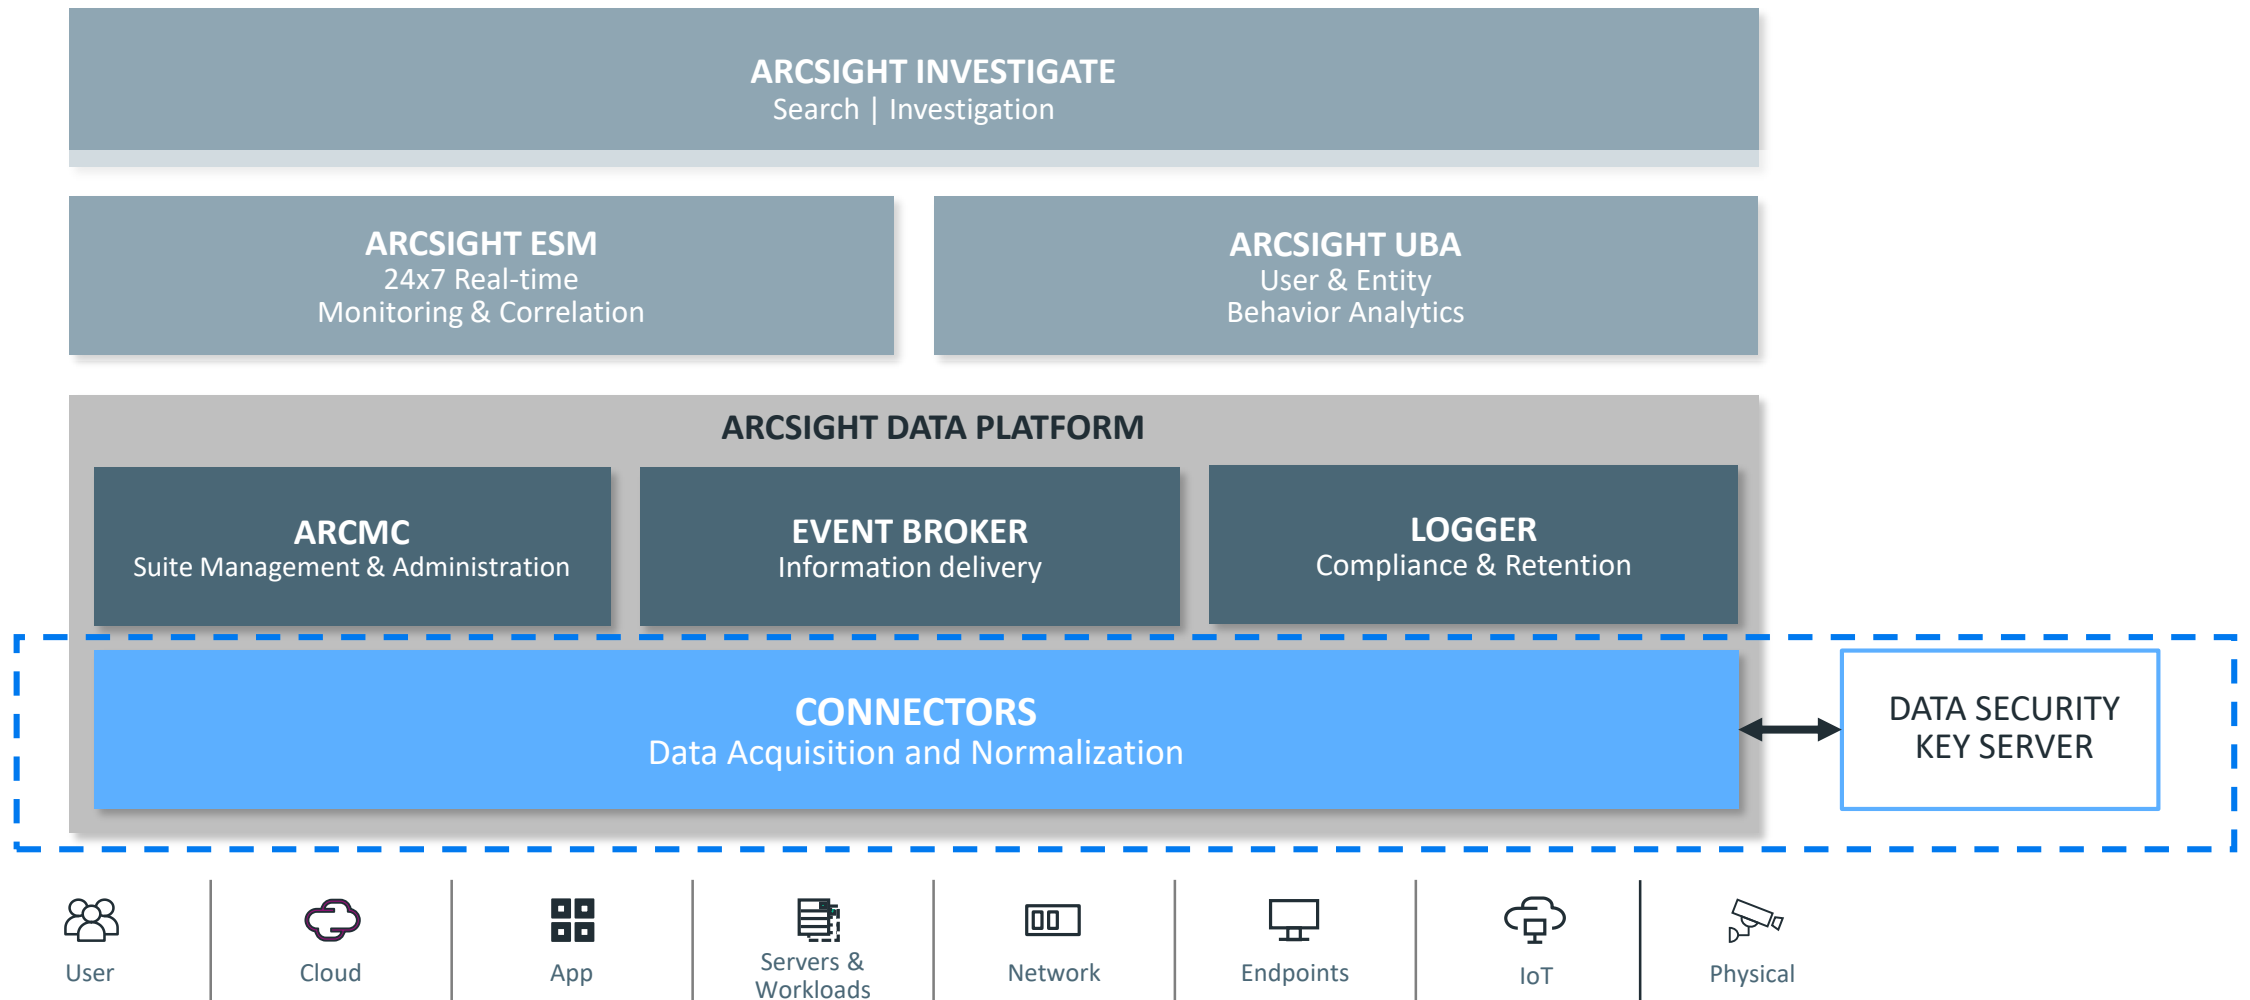 ARCSIGHT INVESTIGATE
Search | Investigation
ARCSIGHT ESM
24x7 Real-time
Monitoring & Correlation
ARCSIGHT UBA
User & Entity
Behavior Analytics
ARCSIGHT DATA PLATFORM
ARCMC
Suite Management & Administration
EVENT BROKER
Information delivery
LOGGER
Compliance & Retention
CONNECTORS
Data Acquisition and Normalization
DATA SECURITY
KEY SERVER
User
Cloud
App
Servers &
Workloads
Network
Endpoints
IoT
Physical